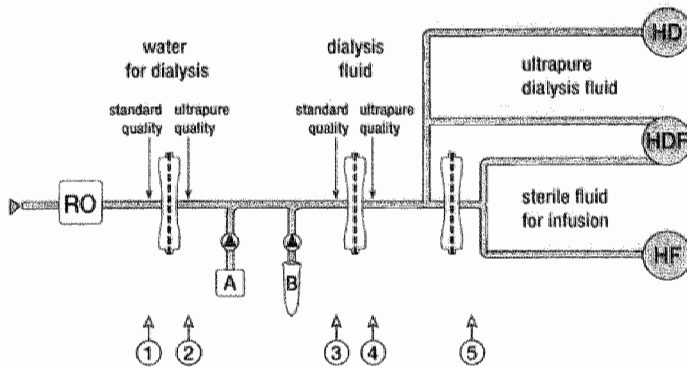 water
for dialysis
standard
quality
ultrapure
quality
dialysis
fluid
standard
quality
ultrapure
quality
HD
ultrapure
dialysis fluid
HDF
sterile fluid
for infusion
HF
RO
A
B
1
2
3
4
5